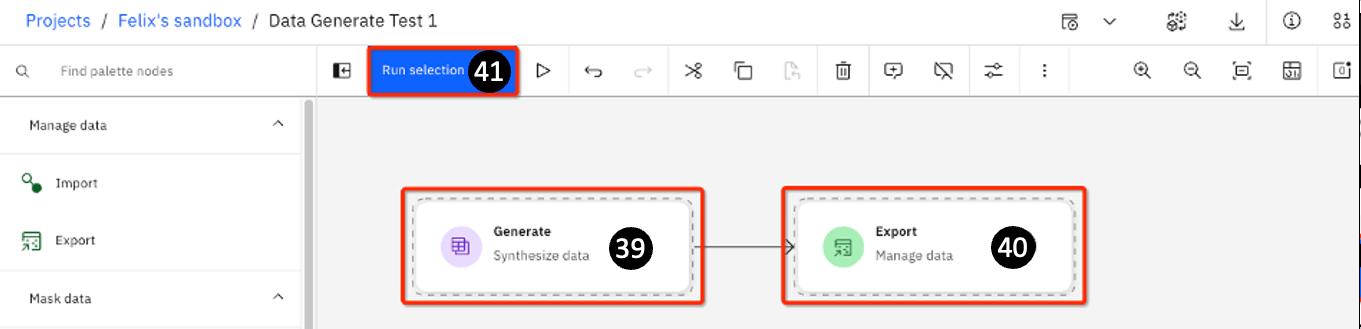 Projects / Felix's sandbox / Data Generate Test 1
Find palette nodes
Run selection 41
Manage data
Import
Export
Mask data
Generate
Synthesize data
39
Export
Manage data
40